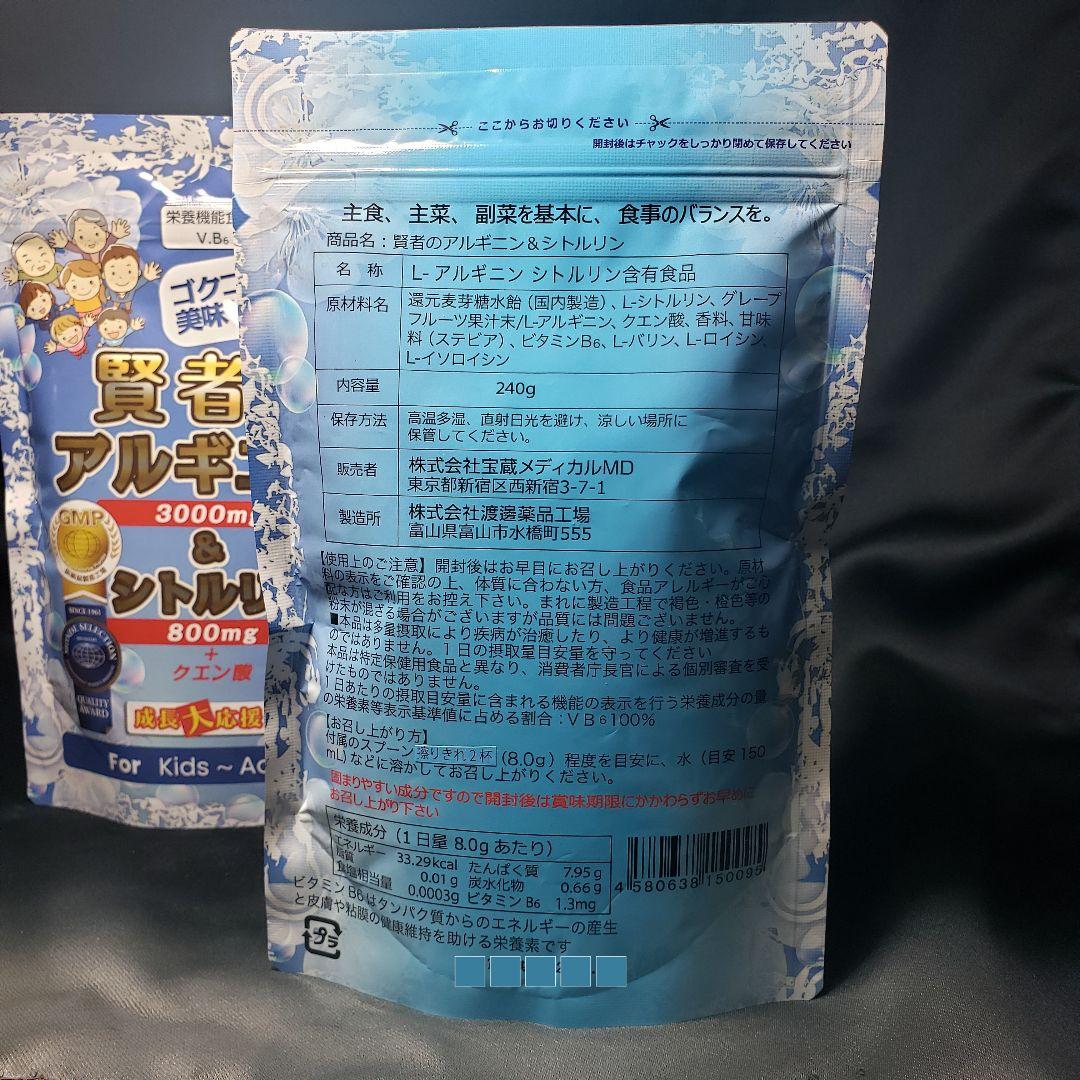 ここからお切りください
開封後はチャックをしっかり閉めて保存してください
主食、主菜、副菜を基本に、食事のバランスを。
商品名：賢者のアルギニン＆シトルリン
名 称 L- アルギニン シトルリン含有食品
原材料名 還元麦芽糖水飴（国内製造）、L-シトルリン、グレープ
フルーツ果汁末/L-アルギニン、クエン酸、香料、甘味
料（ステビア）、ビタミンB6、L-バリン、L-ロイシン、
L-イソロイシン
内容量 240g
保存方法 高温多湿、直射日光を避け、涼しい場所に
保管してください。
販売者 株式会社宝蔵メディカルMD
東京都新宿区西新宿3-7-1
製造所 株式会社渡邊薬品工場
富山県富山市水橋町555
【使用上のご注意】開封後はお早目にお召し上がりください。原材
料の表示をご確認の上、体質に合わない方、食品アレルギーがご心
配な方はご利用をお控え下さい。まれに製造工程で褐色・橙色等の
粉末が混ざる場合がございますが品質には問題ございません。
■本品は多量摂取により疾病が治癒したり、より健康が増進するも
のではありません。1日の摂取量目安量を守ってください
本品は特定保健用食品と異なり、消費者庁長官による個別審査を受
けたものではありません。
1日あたりの摂取目安量に含まれる機能の表示を行う栄養成分の量
の栄養素等表示基準値に占める割合：ＶＢ6100％
【お召し上がり方】
付属のスプーン擦りきれ2杯（8.0g）程度を目安に、水（目安150
mL）などに溶かしてお召し上がりください。
固まりやすい成分ですので開封後は賞味期限にかかわらずお早めに
お召し上がり下さい
栄養成分（1日量 8.0gあたり）
エネルギー 33.29kcal たんぱく質 7.95g
脂質 0.01g 炭水化物 0.66g
食塩相当量 0.0003g ビタミン B6 1.3mg
4 580638 150095
ビタミンB6はタンパク質からのエネルギーの産生
と皮膚や粘膜の健康維持を助ける栄養素です
プラ
栄養機能食
V.B6
ゴクゴ
美味
賢者
アルギニ
3000mg
&
シトルリ
800mg
+
クエン酸
GMP
SINCE 1961
MONDE SELECTION
QUALITY
AWARD
成長大応援
For Kids ~ Ad